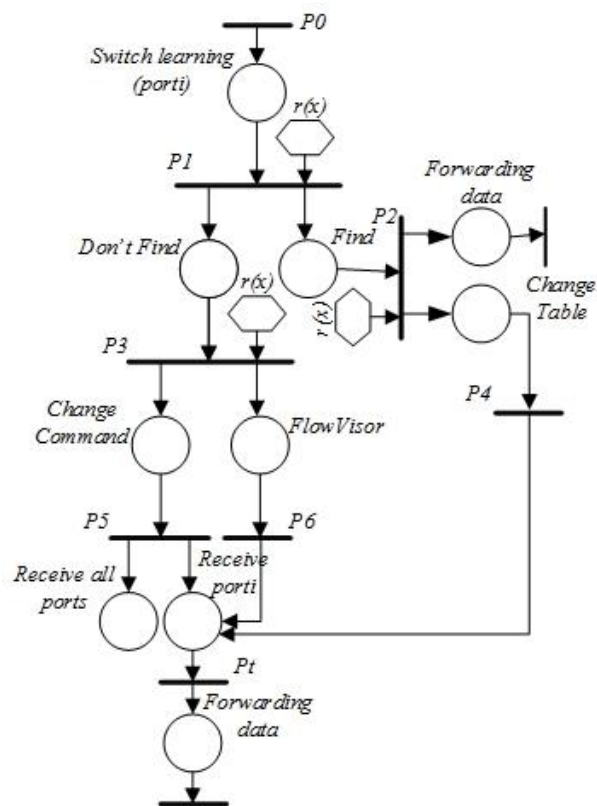 P0
Switch learning
(porti)
r(x)
P1
Forwarding
data
P2
Find
Don't Find
r(x)
r(x)
Change
Table
P3
P4
Change
Command
FlowVisor
P5
P6
Receive all
ports
Receive
porti
Pt
Forwarding
data